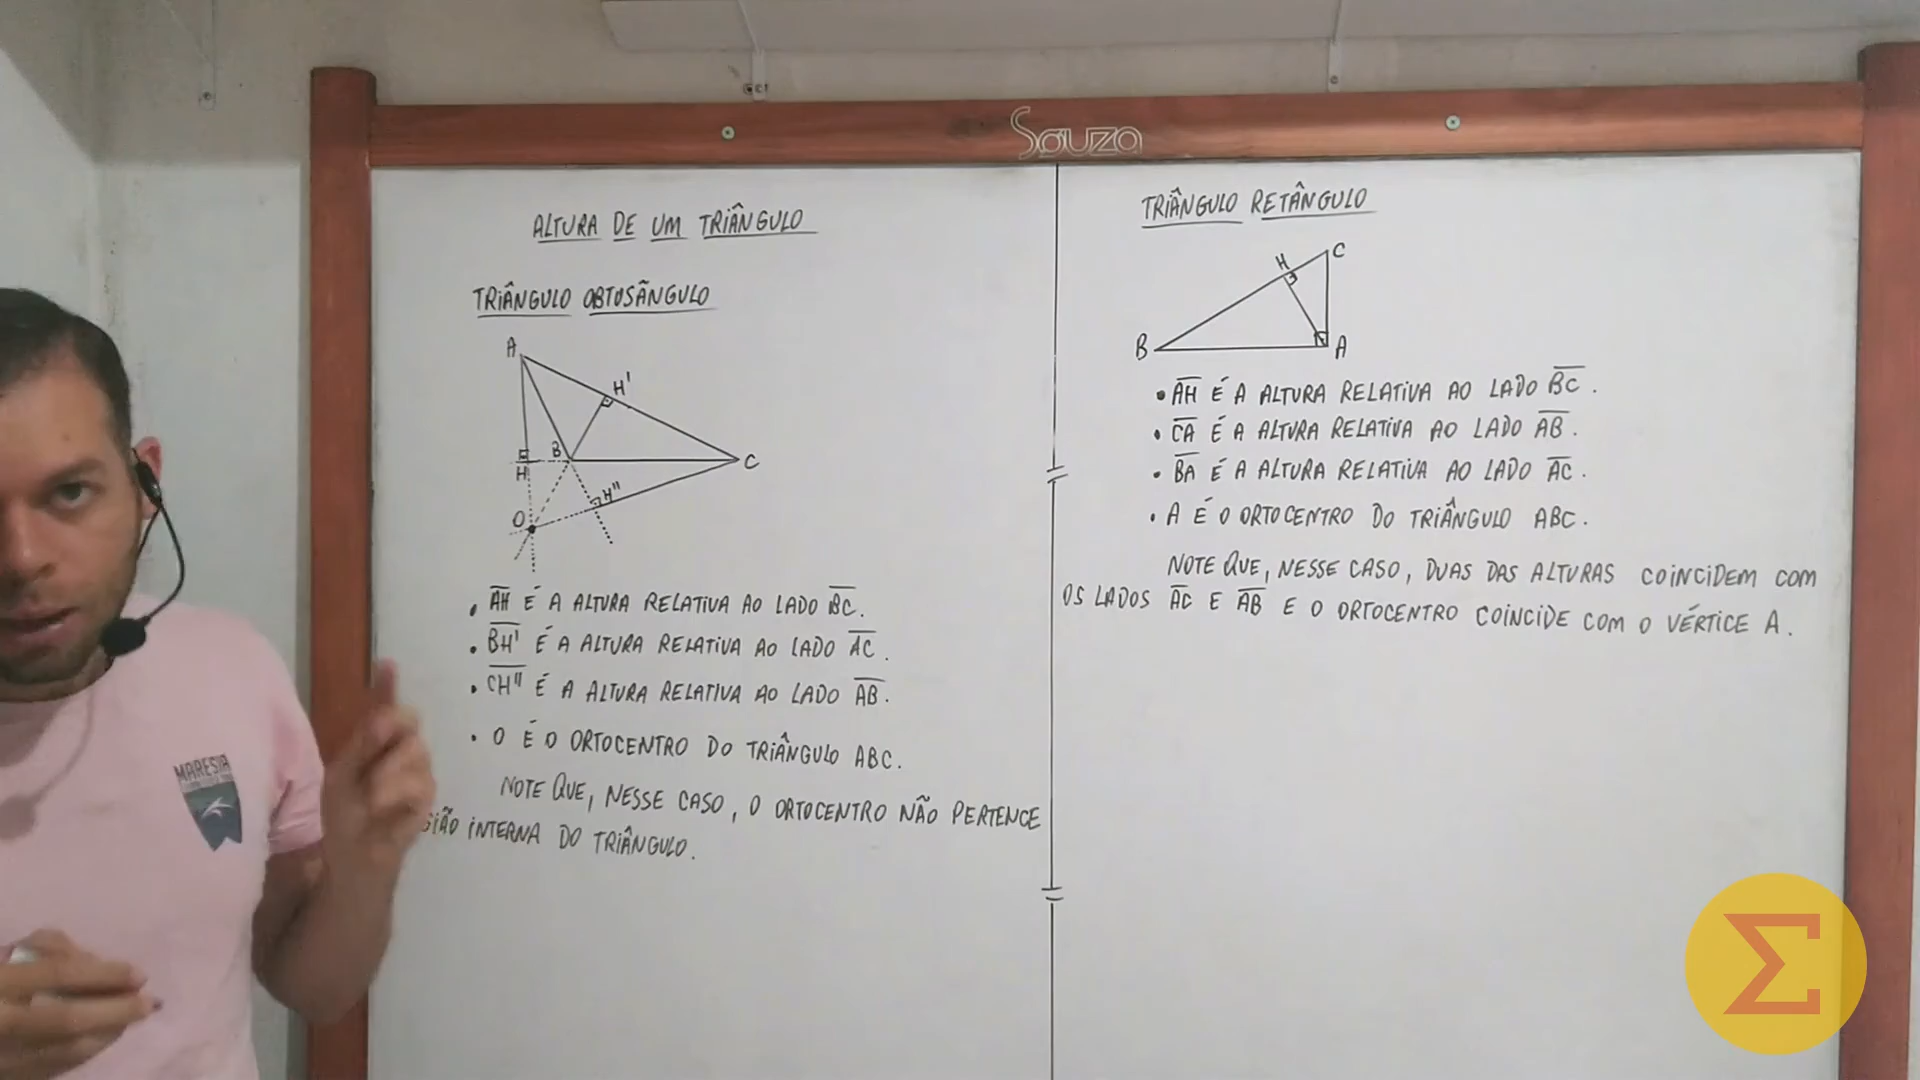 Souza
ALTURA DE UM TRIÂNGULO
TRIÂNGULO OBTUSÂNGULO
A
H'
B
C
H
H"
O
• AH É A ALTURA RELATIVA AO LADO BC.
• BH' É A ALTURA RELATIVA AO LADO AC.
• CH" É A ALTURA RELATIVA AO LADO AB.
• O É O ORTOCENTRO DO TRIÂNGULO ABC.
NOTE QUE, NESSE CASO, O ORTOCENTRO NÃO PERTENCE
INTERNA DO TRIÂNGULO.
TRIÂNGULO RETÂNGULO
H
C
B
A
• AH É A ALTURA RELATIVA AO LADO BC.
• CA É A ALTURA RELATIVA AO LADO AB.
• BA É A ALTURA RELATIVA AO LADO AC.
• A É O ORTOCENTRO DO TRIÂNGULO ABC.
NOTE QUE, NESSE CASO, DUAS DAS ALTURAS COINCIDEM COM
OS LADOS AC E AB E O ORTOCENTRO COINCIDE COM O VÉRTICE A.
MARESIA
Σ